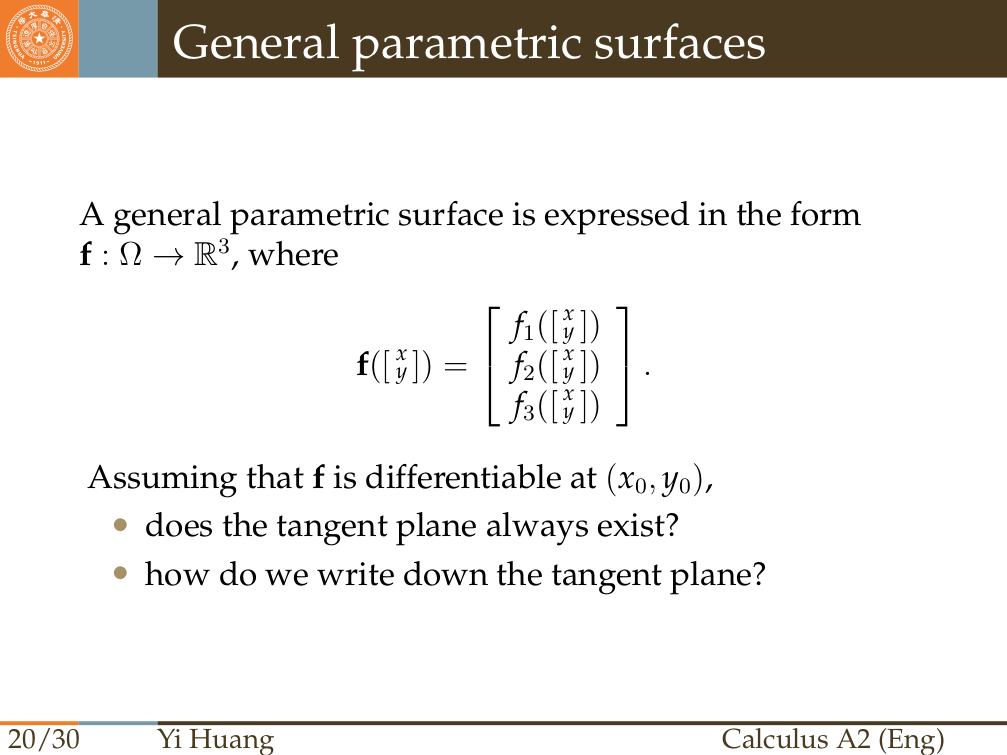 General parametric surfaces
A general parametric surface is expressed in the form
f : Ω → ℝ³, where
f([ x y ]) = [ f₁([ x y ]) f₂([ x y ]) f₃([ x y ]) ] .
Assuming that f is differentiable at (x₀, y₀),
• does the tangent plane always exist?
• how do we write down the tangent plane?
20/30 Yi Huang Calculus A2 (Eng)